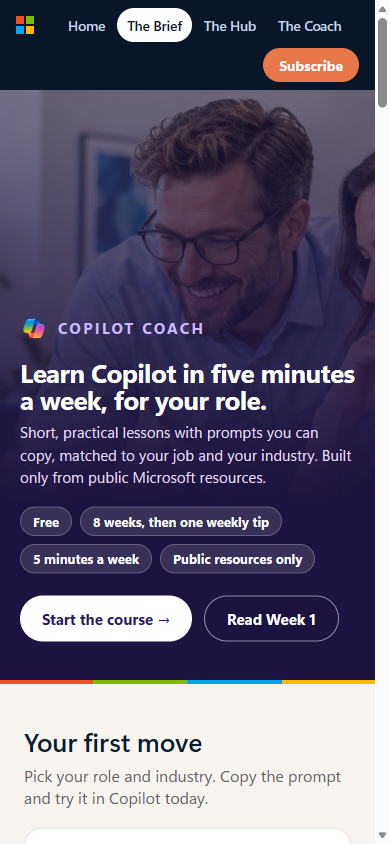 Home
The Brief
The Hub
The Coach
Subscribe
COPILOT COACH
Learn Copilot in five minutes
a week, for your role.
Short, practical lessons with prompts you can
copy, matched to your job and your industry. Built
only from public Microsoft resources.
Free
8 weeks, then one weekly tip
5 minutes a week
Public resources only
Start the course →
Read Week 1
Your first move
Pick your role and industry. Copy the prompt
and try it in Copilot today.